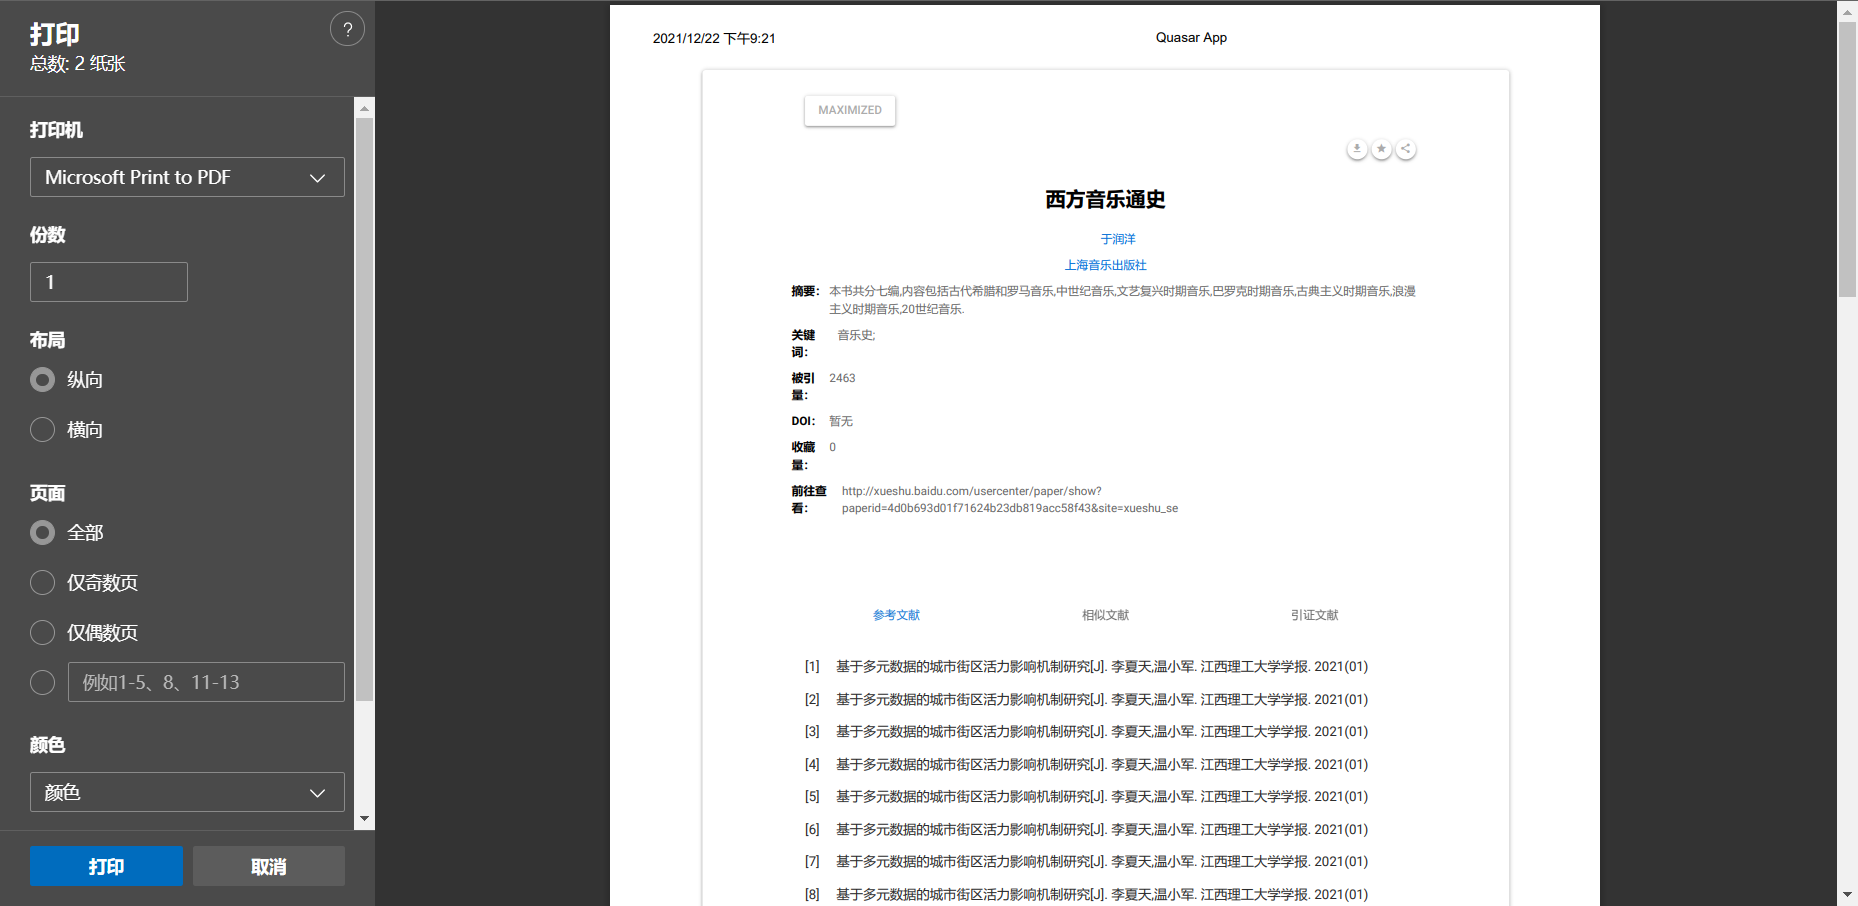 打印
?
总数: 2 纸张
打印机
Microsoft Print to PDF
份数
1
布局
纵向
横向
页面
全部
仅奇数页
仅偶数页
例如1-5、8、11-13
颜色
颜色
打印
取消
2021/12/22 下午9:21
Quasar App
MAXIMIZED
西方音乐通史
于润洋
上海音乐出版社
摘要: 本书共分七编,内容包括古代希腊和罗马音乐,中世纪音乐,文艺复兴时期音乐,巴罗克时期音乐,古典主义时期音乐,浪漫
主义时期音乐,20世纪音乐.
关键 音乐史;
词:
被引 2463
量:
DOI: 暂无
收藏 0
量:
前往查 http://xueshu.baidu.com/usercenter/paper/show?
看: paperid=4d0b693d01f71624b23db819acc58f43&site=xueshu_se
参考文献
相似文献
引证文献
[1] 基于多元数据的城市街区活力影响机制研究[J]. 李夏天,温小军. 江西理工大学学报. 2021(01)
[2] 基于多元数据的城市街区活力影响机制研究[J]. 李夏天,温小军. 江西理工大学学报. 2021(01)
[3] 基于多元数据的城市街区活力影响机制研究[J]. 李夏天,温小军. 江西理工大学学报. 2021(01)
[4] 基于多元数据的城市街区活力影响机制研究[J]. 李夏天,温小军. 江西理工大学学报. 2021(01)
[5] 基于多元数据的城市街区活力影响机制研究[J]. 李夏天,温小军. 江西理工大学学报. 2021(01)
[6] 基于多元数据的城市街区活力影响机制研究[J]. 李夏天,温小军. 江西理工大学学报. 2021(01)
[7] 基于多元数据的城市街区活力影响机制研究[J]. 李夏天,温小军. 江西理工大学学报. 2021(01)
[8] 基于多元数据的城市街区活力影响机制研究[J]. 李夏天,温小军. 江西理工大学学报. 2021(01)